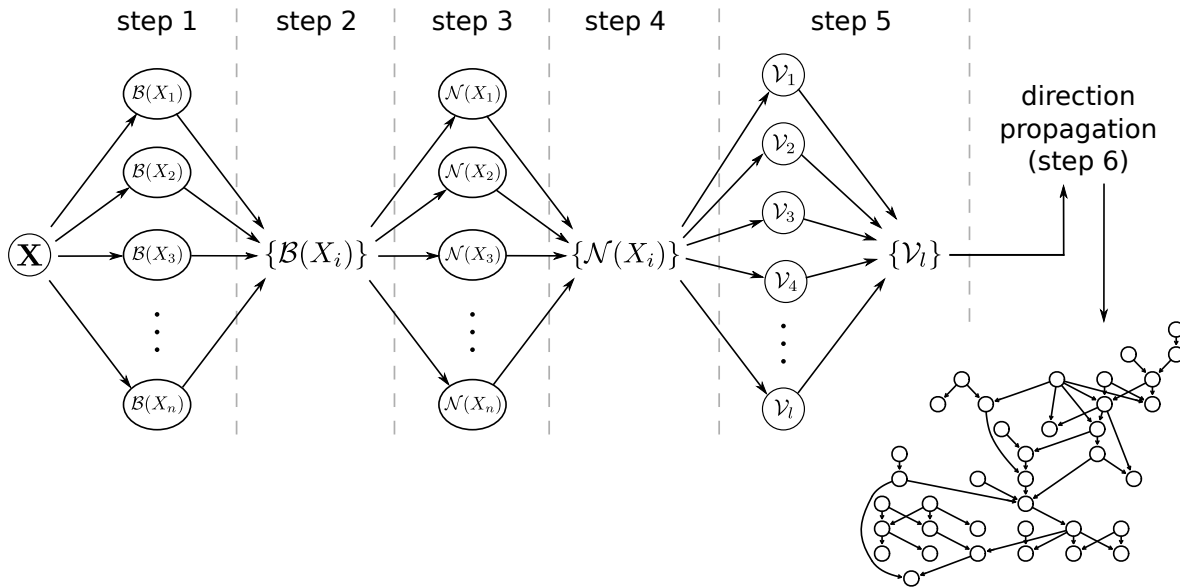 step 1 step 2 step 3 step 4 step 5
𝒱₁
ℬ(X₁) 𝒩(X₁)
direction
propagation
(step 6)
𝒱₂
ℬ(X₂) 𝒩(X₂)
𝒱₃
𝐗 ℬ(X₃) {ℬ(Xᵢ)} 𝒩(X₃) {𝒩(Xᵢ)} {𝒱ₗ}
𝒱₄
⋮ ⋮ ⋮
ℬ(Xₙ) 𝒩(Xₙ) 𝒱ₗ